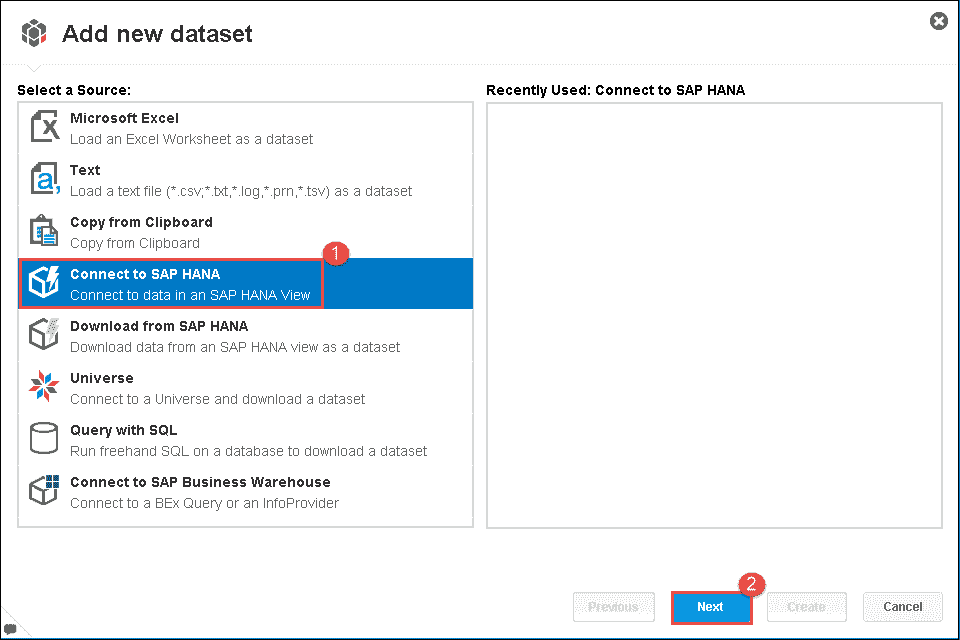 Add new dataset
Select a Source:
Microsoft Excel
Load an Excel Worksheet as a dataset
Text
Load a text file (*.csv;*.txt,*.log,*.prn,*.tsv) as a dataset
Copy from Clipboard
Copy from Clipboard
1
Connect to SAP HANA
Connect to data in an SAP HANA View
Download from SAP HANA
Download data from an SAP HANA view as a dataset
Universe
Connect to a Universe and download a dataset
Query with SQL
Run freehand SQL on a database to download a dataset
Connect to SAP Business Warehouse
Connect to a BEx Query or an InfoProvider
Recently Used: Connect to SAP HANA
2
Previous Next Create Cancel